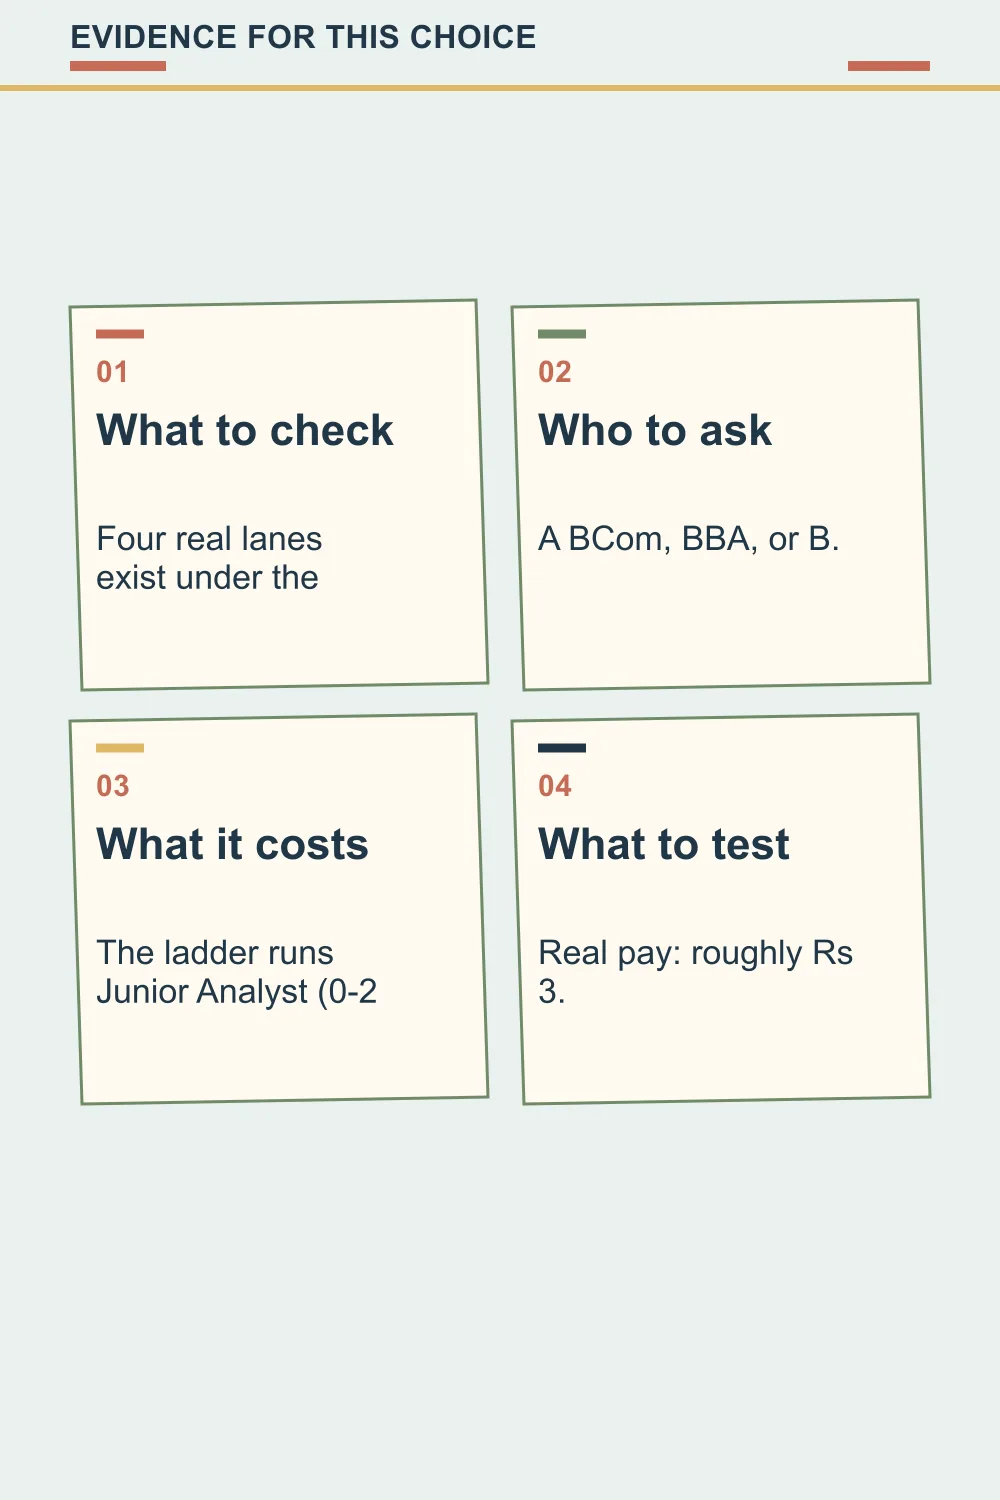 EVIDENCE FOR THIS CHOICE
01
What to check
Four real lanes
exist under the
02
Who to ask
A BCom, BBA, or B.
03
What it costs
The ladder runs
Junior Analyst (0-2
04
What to test
Real pay: roughly Rs
3.